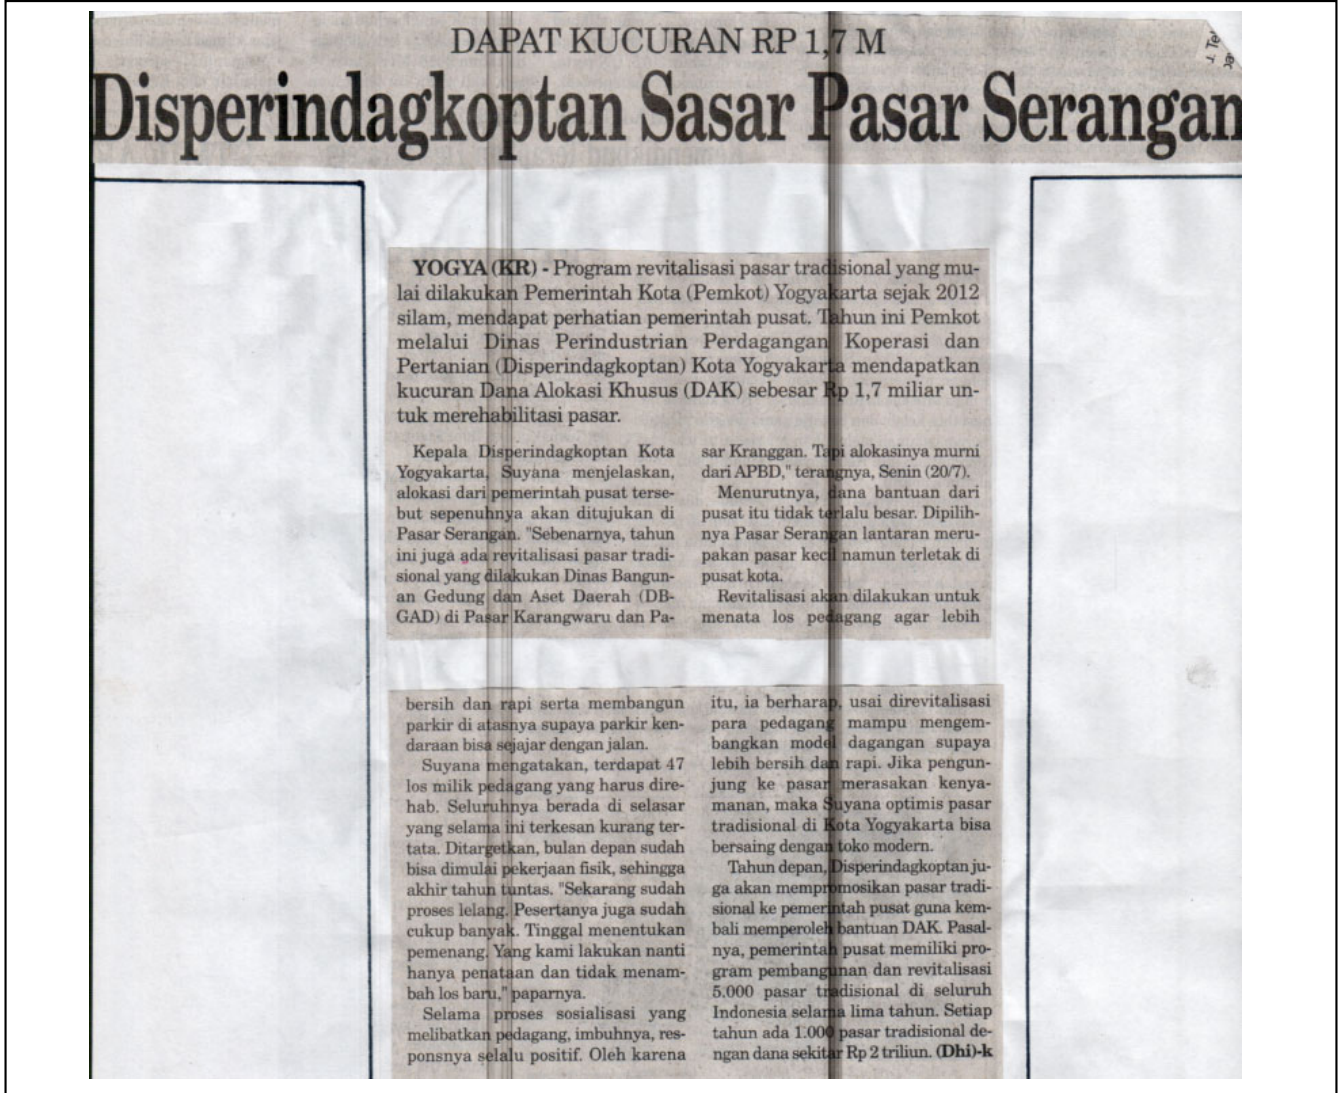 DAPAT KUCURAN RP 1,7 M
Disperindagkoptan Sasar Pasar Serangan
YOGYA (KR) - Program revitalisasi pasar tradisional yang mu-
lai dilakukan Pemerintah Kota (Pemkot) Yogyakarta sejak 2012
silam, mendapat perhatian pemerintah pusat. Tahun ini Pemkot
melalui Dinas Perindustrian Perdagangan Koperasi dan
Pertanian (Disperindagkoptan) Kota Yogyakarta mendapatkan
kucuran Dana Alokasi Khusus (DAK) sebesar Rp 1,7 miliar un-
tuk merehabilitasi pasar.
Kepala Disperindagkoptan Kota
Yogyakarta, Suyana menjelaskan,
alokasi dari pemerintah pusat terse-
but sepenuhnya akan ditujukan di
Pasar Serangan. "Sebenarnya, tahun
ini juga ada revitalisasi pasar tradi-
sional yang dilakukan Dinas Bangun-
an Gedung dan Aset Daerah (DB-
GAD) di Pasar Karangwaru dan Pa-
sar Kranggan. Tapi alokasinya murni
dari APBD," terangnya, Senin (20/7).
Menurutnya, dana bantuan dari
pusat itu tidak terlalu besar. Dipilih-
nya Pasar Serangan lantaran meru-
pakan pasar kecil namun terletak di
pusat kota.
Revitalisasi akan dilakukan untuk
menata los pedagang agar lebih
bersih dan rapi serta membangun
parkir di atasnya supaya parkir ken-
daraan bisa sejajar dengan jalan.
Suyana mengatakan, terdapat 47
los milik pedagang yang harus dire-
hab. Seluruhnya berada di selasar
yang selama ini terkesan kurang ter-
tata. Ditargetkan, bulan depan sudah
bisa dimulai pekerjaan fisik, sehingga
akhir tahun tuntas. "Sekarang sudah
proses lelang. Pesertanya juga sudah
cukup banyak. Tinggal menentukan
pemenang. Yang kami lakukan nanti
hanya penataan dan tidak menam-
bah los baru," paparnya.
Selama proses sosialisasi yang
melibatkan pedagang, imbuhnya, res-
ponsnya selalu positif. Oleh karena
itu, ia berharap, usai direvitalisasi
para pedagang mampu mengem-
bangkan model dagangan supaya
lebih bersih dan rapi. Jika pengun-
jung ke pasar merasakan kenya-
manan, maka Suyana optimis pasar
tradisional di Kota Yogyakarta bisa
bersaing dengan toko modern.
Tahun depan, Disperindagkoptan ju-
ga akan mempromosikan pasar tradi-
sional ke pemerintah pusat guna kem-
bali memperoleh bantuan DAK. Pasal-
nya, pemerintah pusat memiliki pro-
gram pembangunan dan revitalisasi
5.000 pasar tradisional di seluruh
Indonesia selama lima tahun. Setiap
tahun ada 1.000 pasar tradisional de-
ngan dana sekitar Rp 2 triliun. (Dhi)-k